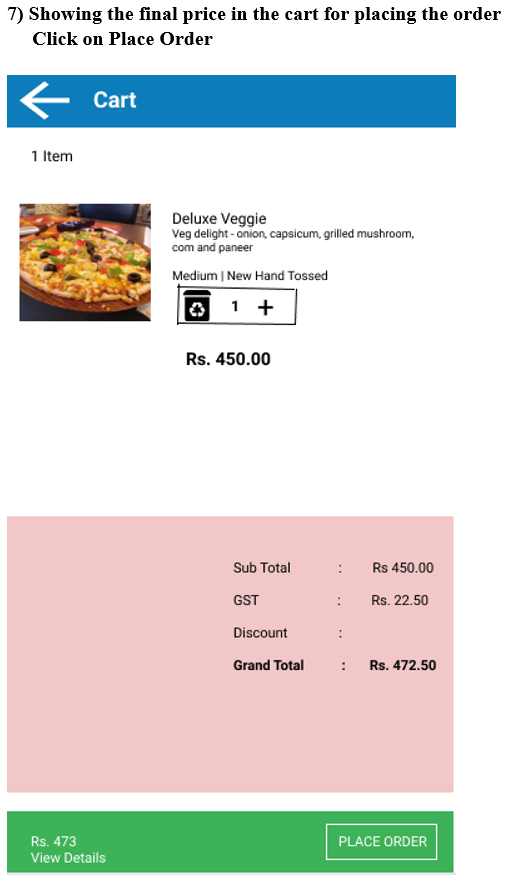 7) Showing the final price in the cart for placing the order
Click on Place Order
Cart
1 Item
Deluxe Veggie
Veg delight - onion, capsicum, grilled mushroom,
corn and paneer
Medium | New Hand Tossed
1 +
Rs. 450.00
Sub Total : Rs 450.00
GST : Rs. 22.50
Discount :
Grand Total : Rs. 472.50
Rs. 473
View Details
PLACE ORDER